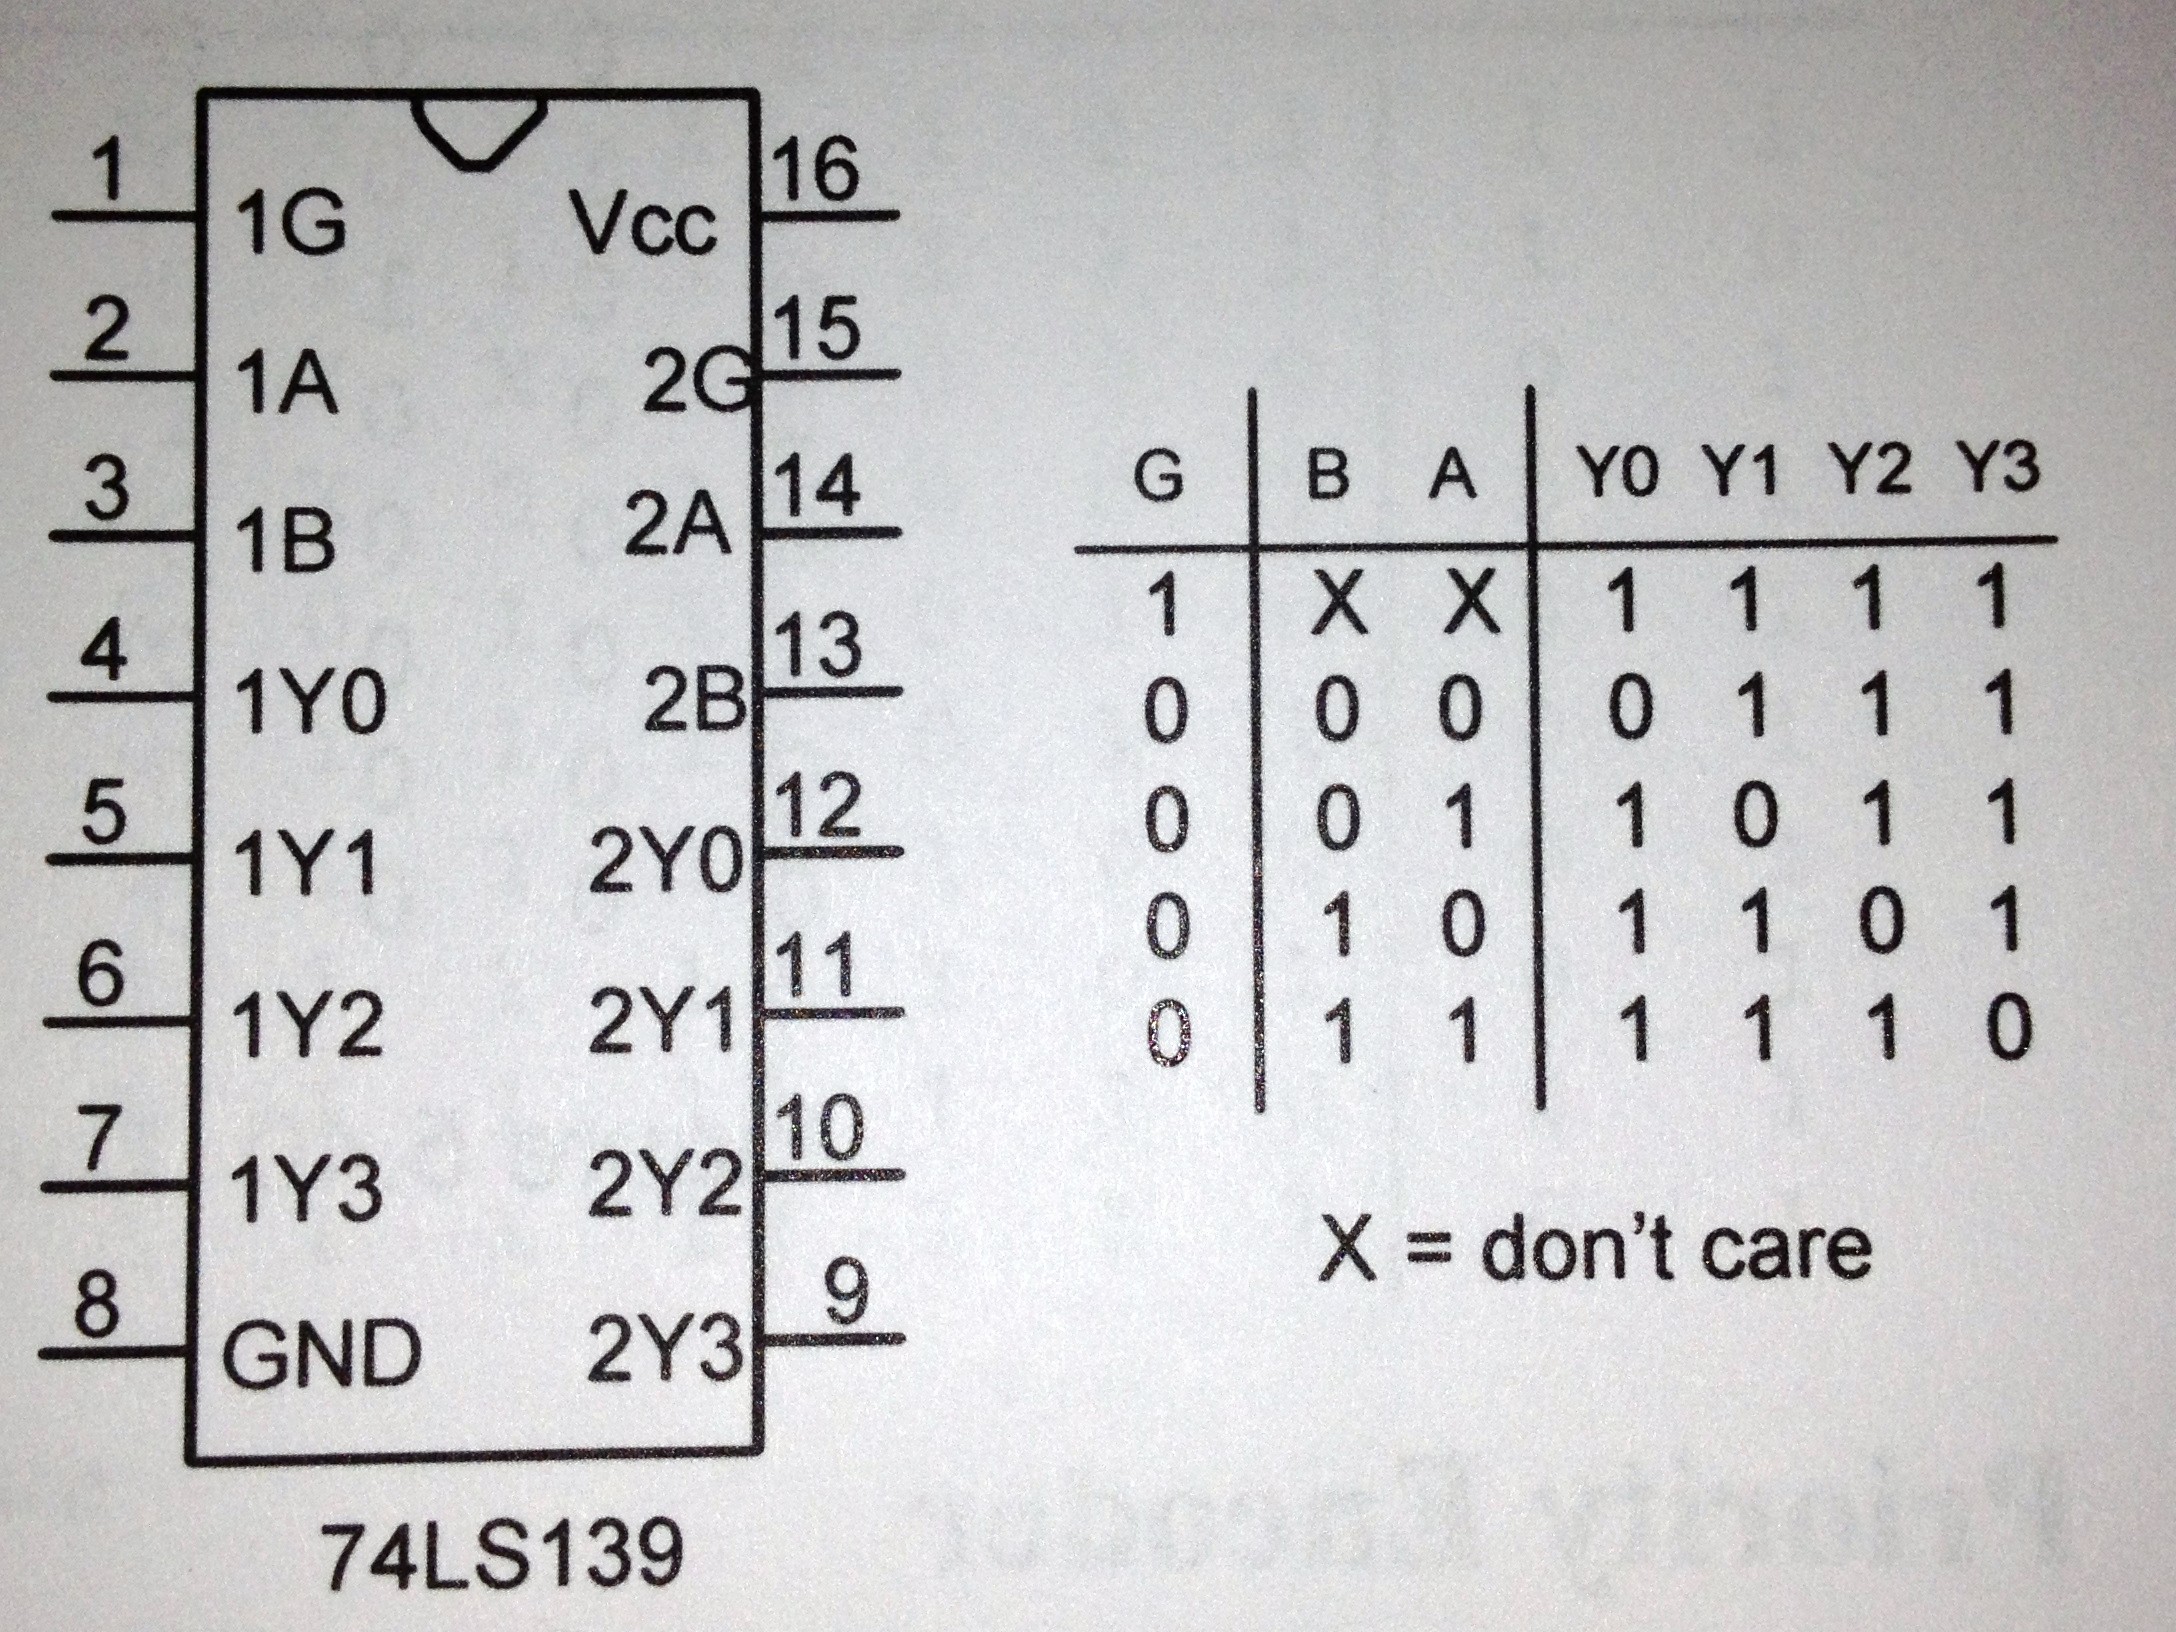 1 16
1G Vcc
2 15
1A 2G
3 14
1B 2A
4 13
1Y0 2B
5 12
1Y1 2Y0
6 11
1Y2 2Y1
7 10
1Y3 2Y2
8 9
GND 2Y3
74LS139
G B A Y0 Y1 Y2 Y3
1 X X 1 1 1 1
0 0 0 0 1 1 1
0 0 1 1 0 1 1
0 1 0 1 1 0 1
0 1 1 1 1 1 0
X = don't care
Priority Encoder